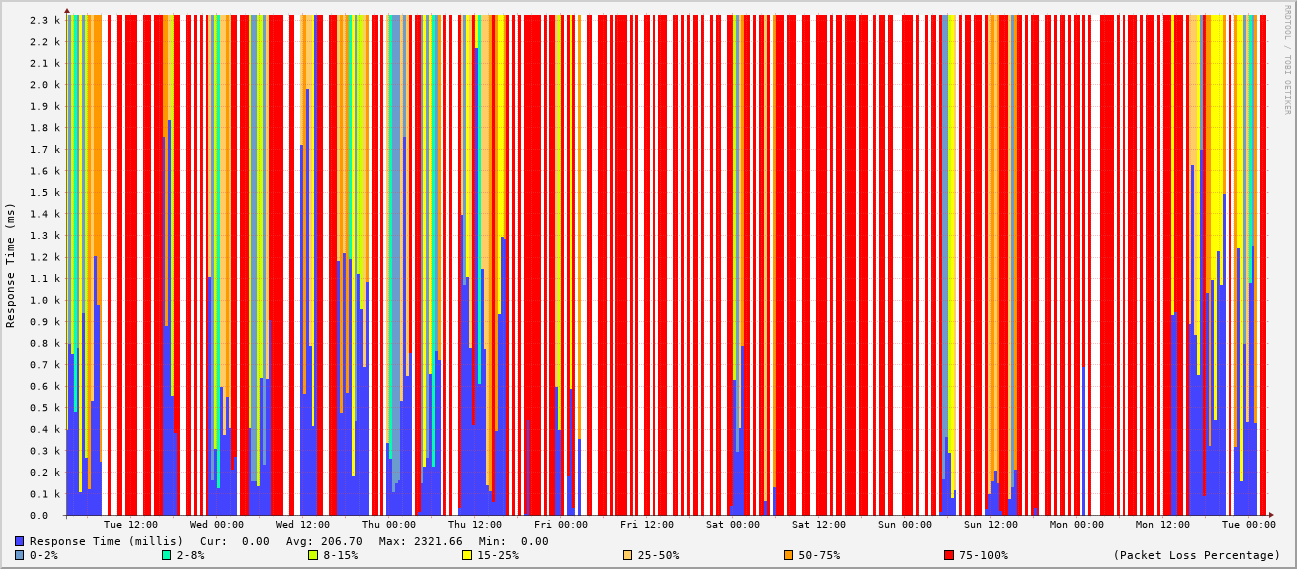 2.3 k
2.2 k
2.1 k
2.0 k
1.9 k
1.8 k
1.7 k
1.6 k
1.5 k
1.4 k
1.3 k
1.2 k
1.1 k
1.0 k
0.9 k
0.8 k
0.7 k
0.6 k
0.5 k
0.4 k
0.3 k
0.2 k
0.1 k
0.0
Response Time (ms)
RRDTOOL / TOBI OETIKER
Tue 12:00 Wed 00:00 Wed 12:00 Thu 00:00 Thu 12:00 Fri 00:00 Fri 12:00 Sat 00:00 Sat 12:00 Sun 00:00 Sun 12:00 Mon 00:00 Mon 12:00 Tue 00:00
Response Time (millis) Cur: 0.00 Avg: 206.70 Max: 2321.66 Min: 0.00
0-2% 2-8% 8-15% 15-25% 25-50% 50-75% 75-100% (Packet Loss Percentage)